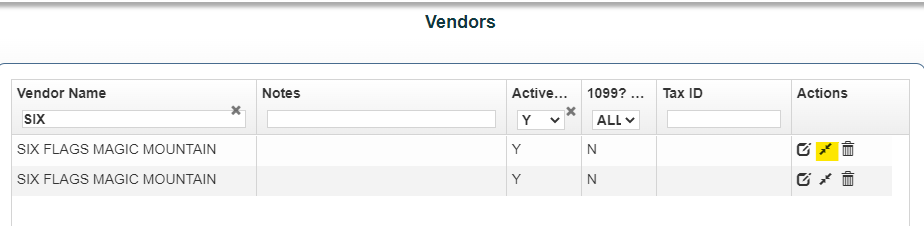 Vendors
Vendor Name Notes Active... 1099? ... Tax ID Actions
SIX Y ALL
SIX FLAGS MAGIC MOUNTAIN Y N
SIX FLAGS MAGIC MOUNTAIN Y N